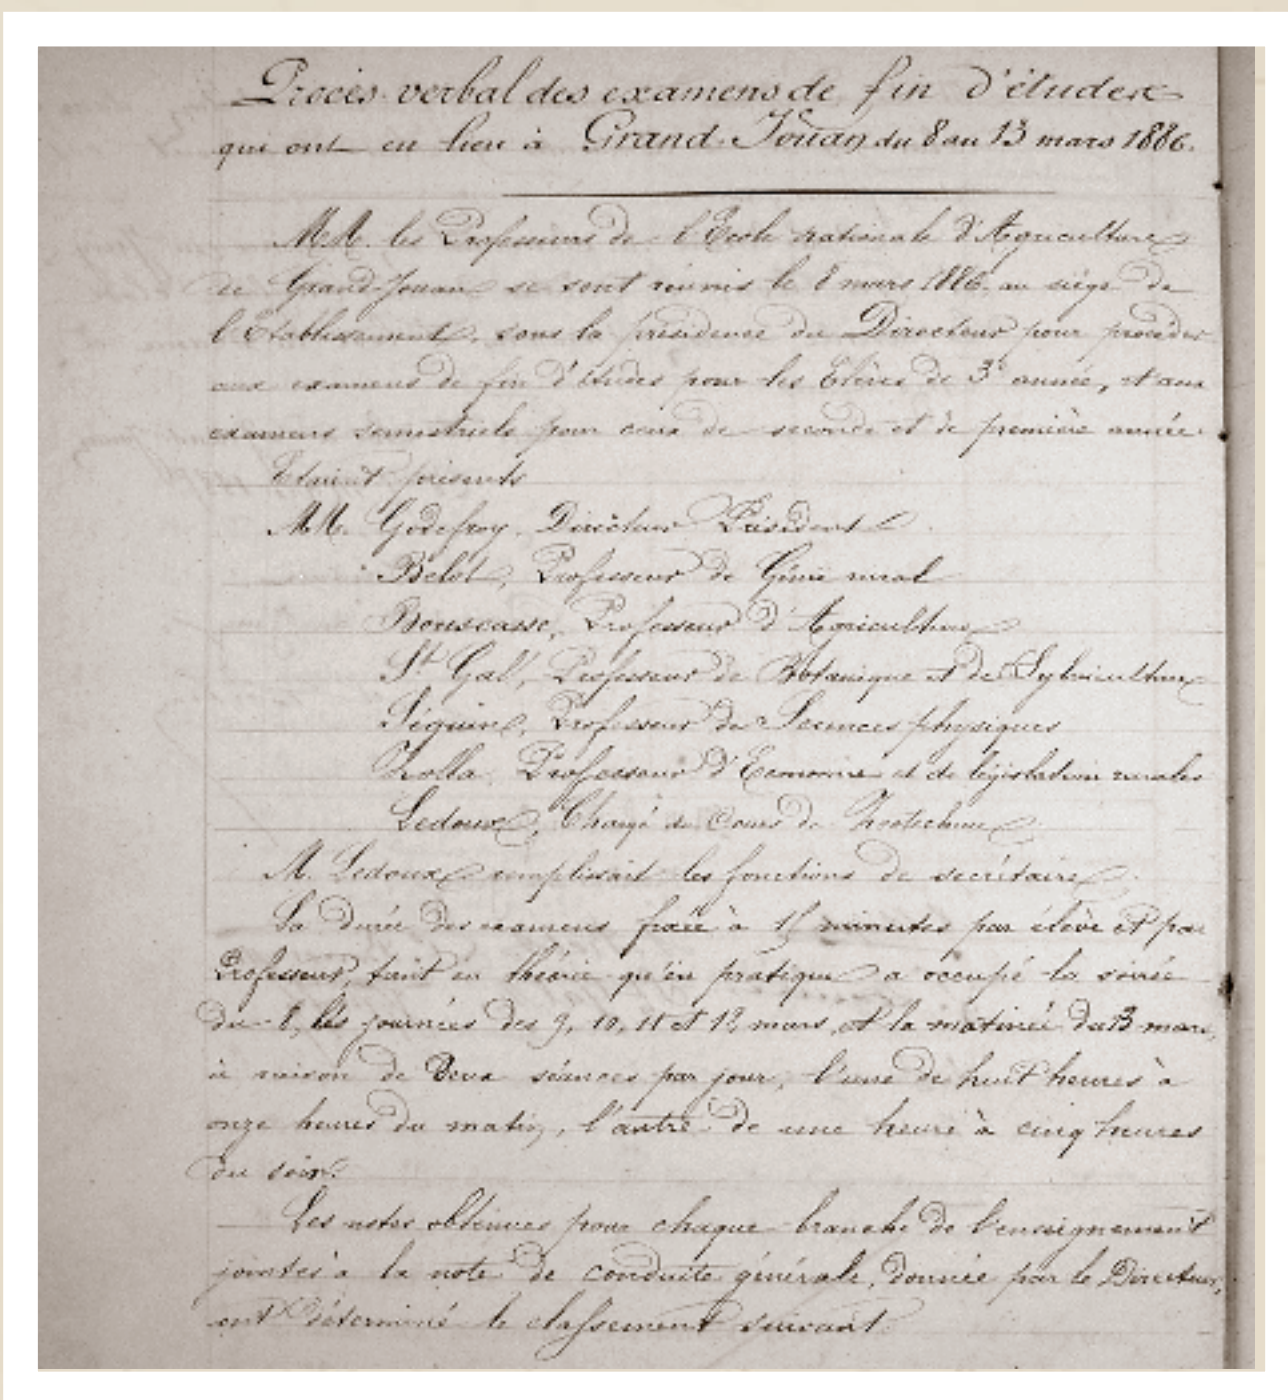 Procès-verbal des examens de fin d'études
qui ont eu lieu à Grand-Jouan du 8 au 13 mars 1886.
MM. les Professeurs de l'Ecole nationale d'Agriculture
de Grand-Jouan se sont réunis le 8 mars 1886 au siège de
l'Etablissement, sous la présidence du Directeur pour procéder
aux examens de fin d'études pour les Elèves de 3e année, et aux
examens semestriels pour ceux de seconde et de première année.
Etaient présents
MM. Godefroy, Directeur Président
Belot, Professeur de Génie rural
Bouscasse, Professeur d'Agriculture
St Gal, Professeur de Botanique et de Sylviculture
Séguin, Professeur de Sciences physiques
Zolla, Professeur d'Economie et de législation rurales
Ledoux, Chargé du Cours de Zootechnie
M. Ledoux remplissait les fonctions de secrétaire.
La durée des examens fixée à 15 minutes par élève et par
Professeur, tant en théorie qu'en pratique a occupé la soirée
du 8, les journées des 9, 10, 11 et 12 mars, et la matinée du 13 mars,
à raison de Deux séances par jour, l'une de huit heures à
onze heures du matin, l'autre de une heure à cinq heures
du soir.
Les notes obtenues pour chaque branche de l'enseignement
jointes à la note de conduite générale, donnée par le Directeur,
ont déterminé le classement suivant.